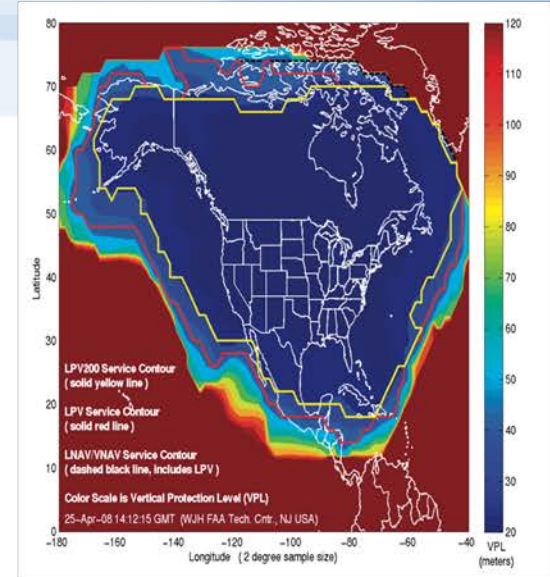 80
70
60
50
40
30
20
10
0
Latitude
LPV200 Service Contour
( solid yellow line )
LPV Service Contour
( solid red line )
LNAV/VNAV Service Contour
( dashed black line, includes LPV )
Color Scale is Vertical Protection Level (VPL)
25-Apr-08 14:12:15 GMT (WJH FAA Tech. Cntr., NJ USA)
-180 -160 -140 -120 -100 -80 -60 -40
Longitude ( 2 degree sample size)
120
110
100
90
80
70
60
50
40
30
20
VPL
(meters)